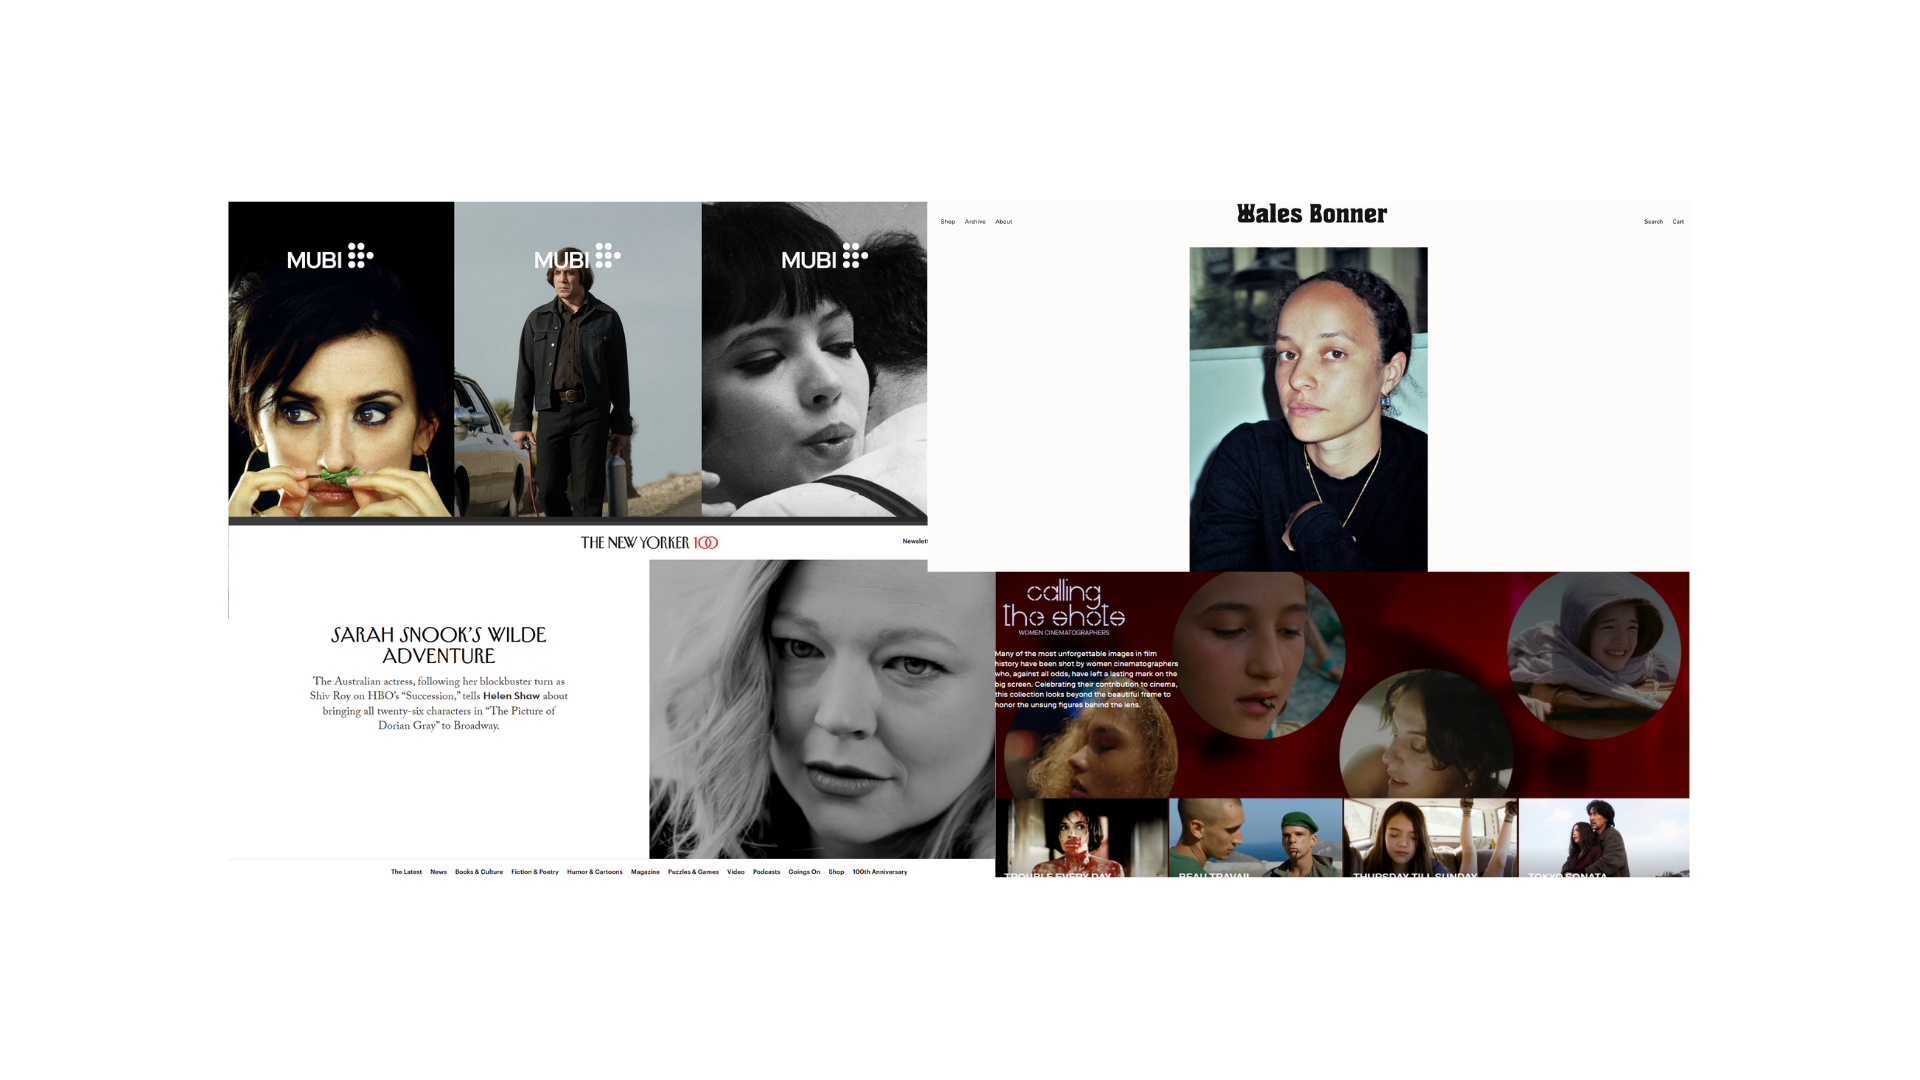 MUBI
MUBI
MUBI
Shop Archive About
Wales Bonner
Search Cart
THE NEW YORKER 100
SARAH SNOOK'S WILDE
ADVENTURE
The Australian actress, following her blockbuster turn as
Shiv Roy on HBO's “Succession,” tells Helen Shaw about
bringing all twenty-six characters in “The Picture of
Dorian Gray” to Broadway.
The Latest News Books & Culture Fiction & Poetry Humor & Cartoons Magazine Puzzles & Games Video Podcasts Goings On Shop 100th Anniversary
calling
the shots
WOMEN CINEMATOGRAPHERS
Many of the most unforgettable images in film
history have been shot by women cinematographers
who, against all odds, have left a lasting mark on the
big screen. Celebrating their contribution to cinema,
this collection looks beyond the beautiful frame to
honor the unsung figures behind the lens.
TROUBLE EVERY DAY
BEAU TRAVAIL
THURSDAY TILL SUNDAY
TOKYO SONATA